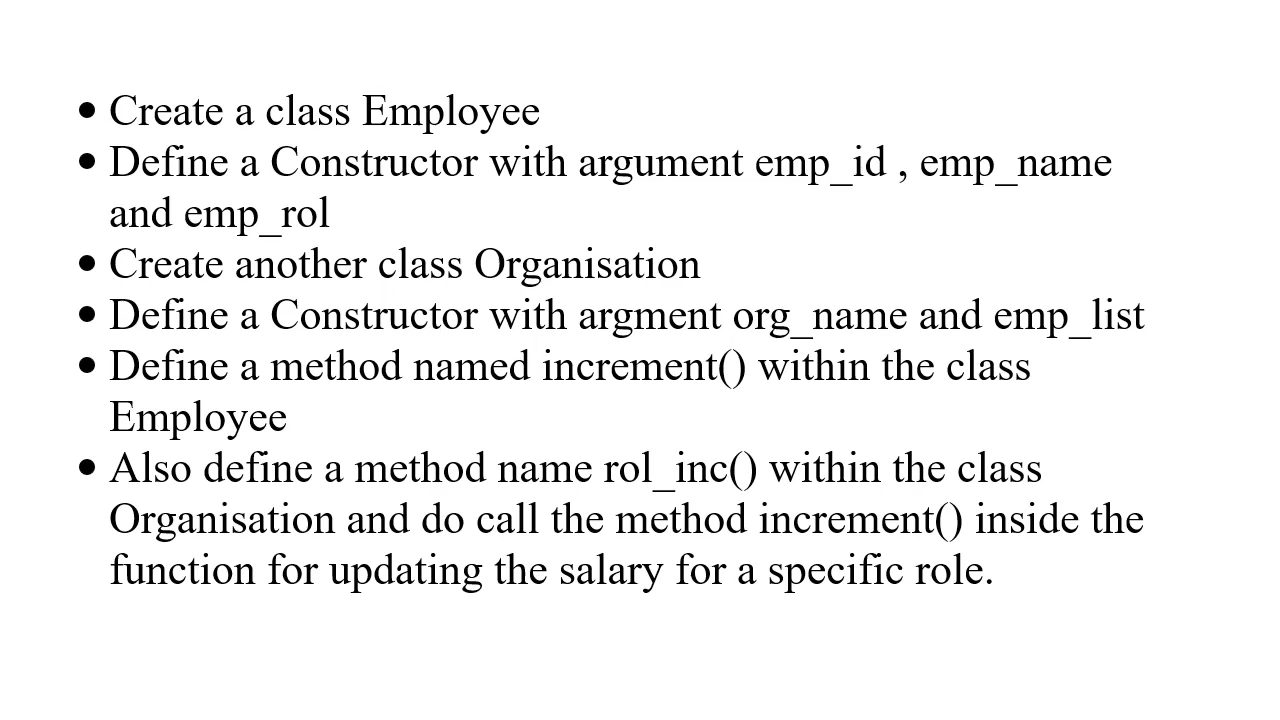 • Create a class Employee
• Define a Constructor with argument emp_id , emp_name
and emp_rol
• Create another class Organisation
• Define a Constructor with argment org_name and emp_list
• Define a method named increment() within the class
Employee
• Also define a method name rol_inc() within the class
Organisation and do call the method increment() inside the
function for updating the salary for a specific role.